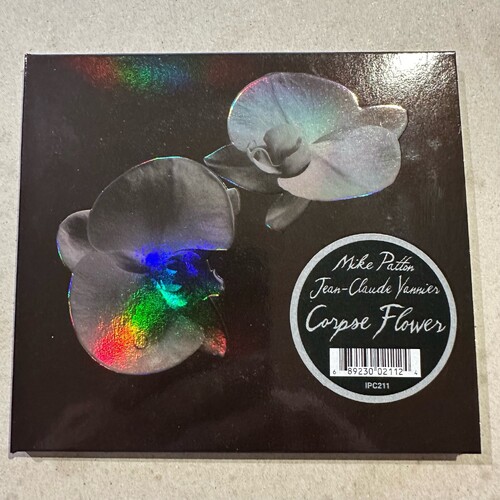 Mike Patton
Jean-Claude Vannier
Corpse Flower
6 89230 02112 4
IPC211